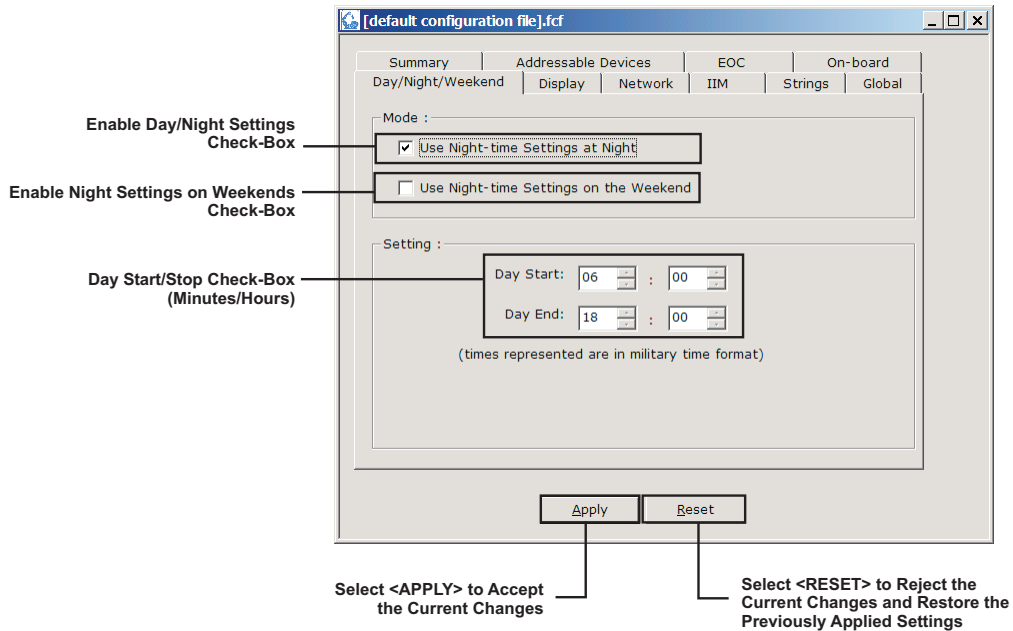 [default configuration file].fcf
Summary Addressable Devices EOC On-board
Day/Night/Weekend Display Network IIM Strings Global
Mode :
Enable Day/Night Settings
Check-Box
Use Night-time Settings at Night
Enable Night Settings on Weekends
Check-Box
Use Night-time Settings on the Weekend
Setting :
Day Start/Stop Check-Box
(Minutes/Hours)
Day Start: 06 : 00
Day End: 18 : 00
(times represented are in military time format)
Apply Reset
Select <APPLY> to Accept
the Current Changes
Select <RESET> to Reject the
Current Changes and Restore the
Previously Applied Settings